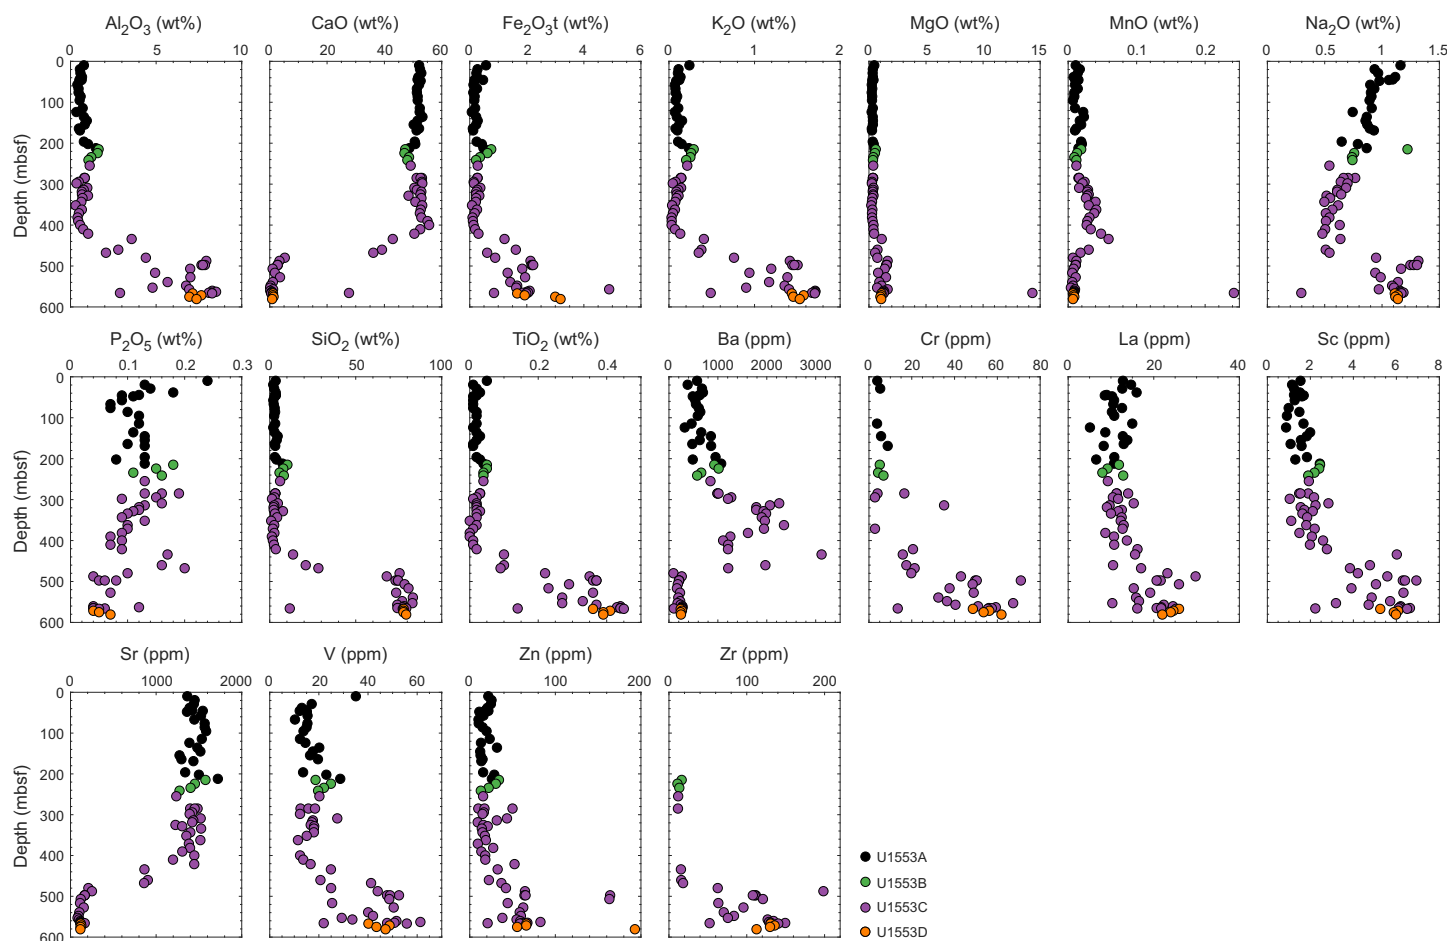 Al2O3 (wt%) CaO (wt%) Fe2O3t (wt%) K2O (wt%) MgO (wt%) MnO (wt%) Na2O (wt%)
0 5 10 0 20 40 60 0 2 4 6 0 1 2 0 5 10 15 0 0.1 0.2 0 0.5 1 1.5
0
100
200
300
400
500
600
Depth (mbsf)
P2O5 (wt%) SiO2 (wt%) TiO2 (wt%) Ba (ppm) Cr (ppm) La (ppm) Sc (ppm)
0 0.1 0.2 0.3 0 50 100 0 0.2 0.4 0 1000 2000 3000 0 20 40 60 80 0 20 40 0 2 4 6 8
0
100
200
300
400
500
600
Depth (mbsf)
Sr (ppm) V (ppm) Zn (ppm) Zr (ppm)
0 1000 2000 0 20 40 60 0 100 200 0 100 200
0
100
200
300
400
500
600
Depth (mbsf)
U1553A
U1553B
U1553C
U1553D